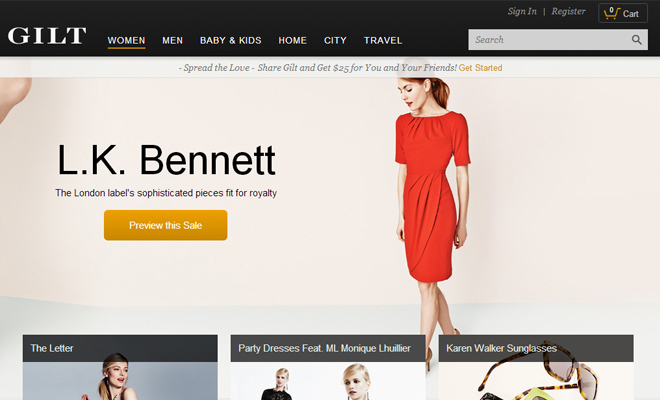 Sign In | Register
0 Cart
GILT
WOMEN MEN BABY & KIDS HOME CITY TRAVEL
Search
- Spread the Love - Share Gilt and Get $25 for You and Your Friends! Get Started
L.K. Bennett
The London label's sophisticated pieces fit for royalty
Preview this Sale
The Letter
Party Dresses Feat. ML Monique Lhuillier
Karen Walker Sunglasses